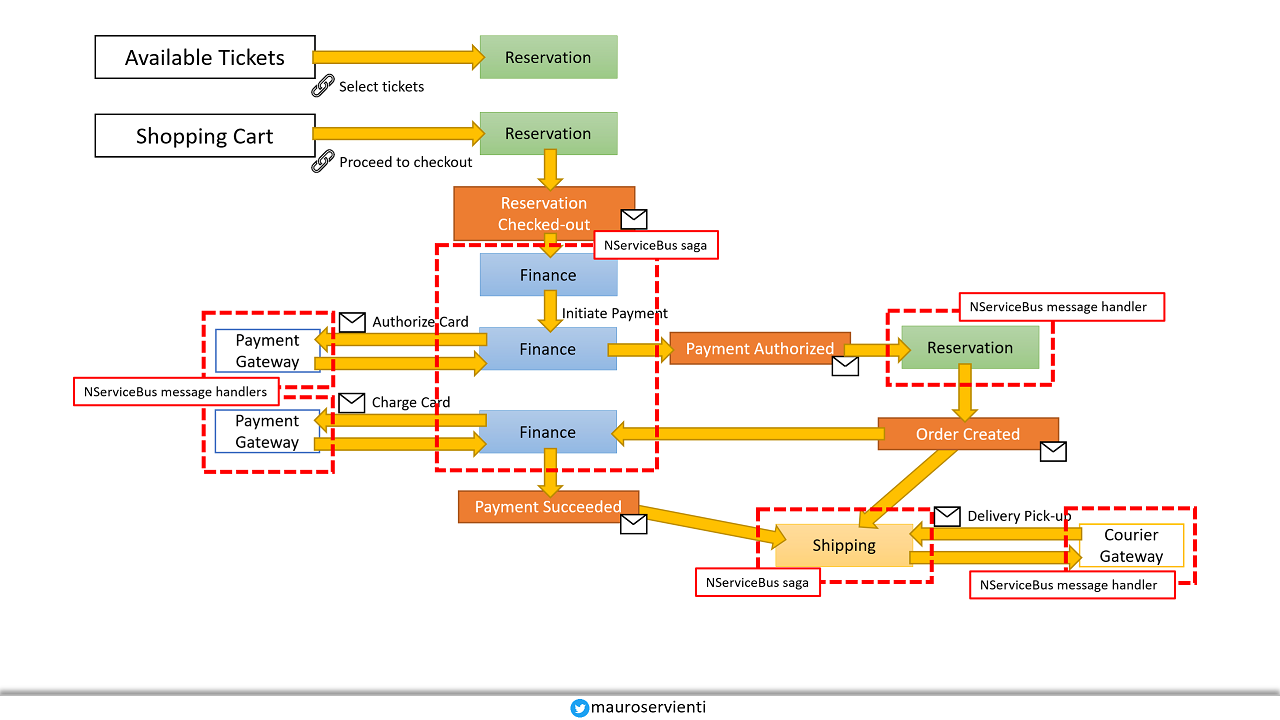 Available Tickets
Reservation
Select tickets
Shopping Cart
Reservation
Proceed to checkout
Reservation
Checked-out
NServiceBus saga
Finance
Initiate Payment
NServiceBus message handler
Authorize Card
Payment
Gateway
Finance
Payment Authorized
Reservation
NServiceBus message handlers
Charge Card
Payment
Gateway
Finance
Order Created
Payment Succeeded
Delivery Pick-up
Shipping
Courier
Gateway
NServiceBus saga
NServiceBus message handler
mauroservienti